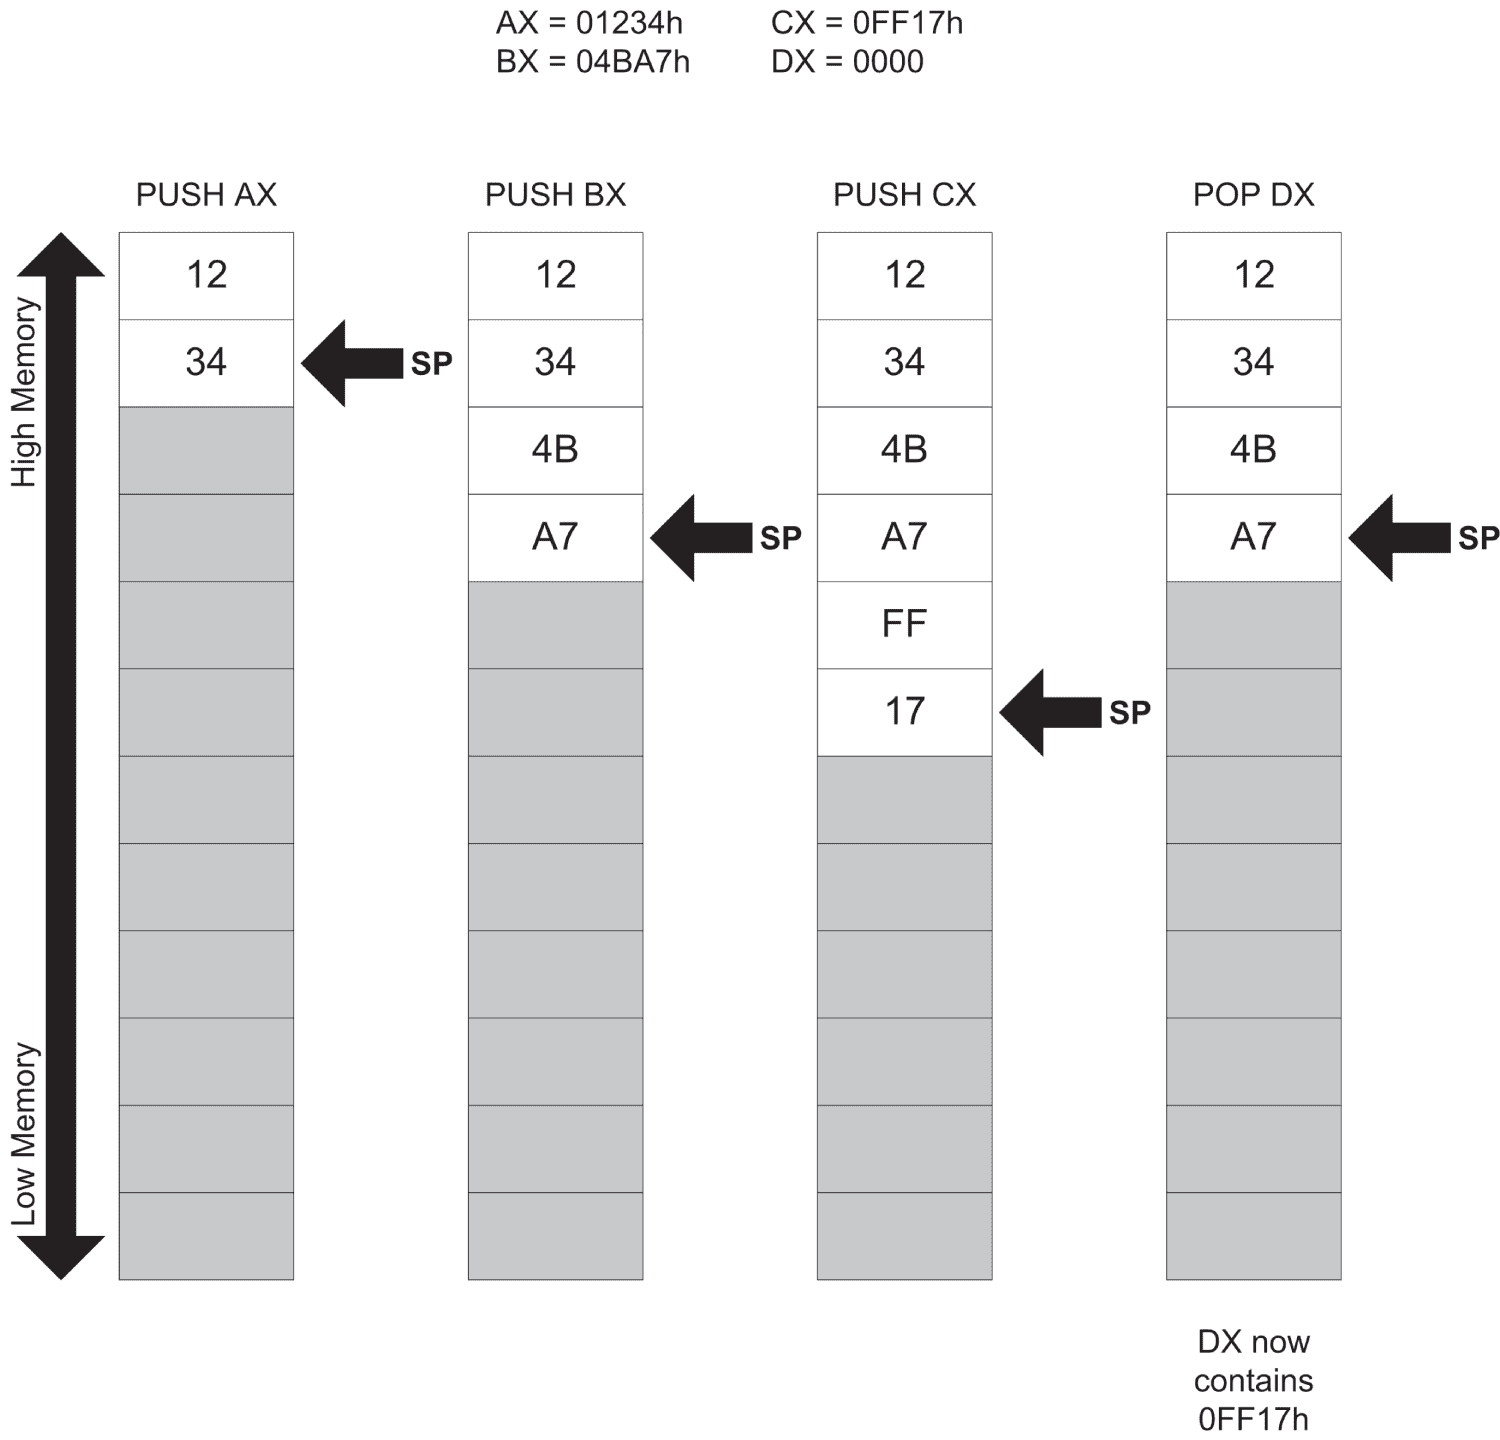 AX = 01234h CX = 0FF17h
BX = 04BA7h DX = 0000
PUSH AX PUSH BX PUSH CX POP DX
High Memory
Low Memory
12 12 12 12
34 SP 34 34 34
4B 4B 4B
A7 SP A7 A7 SP
FF
17 SP
DX now
contains
0FF17h